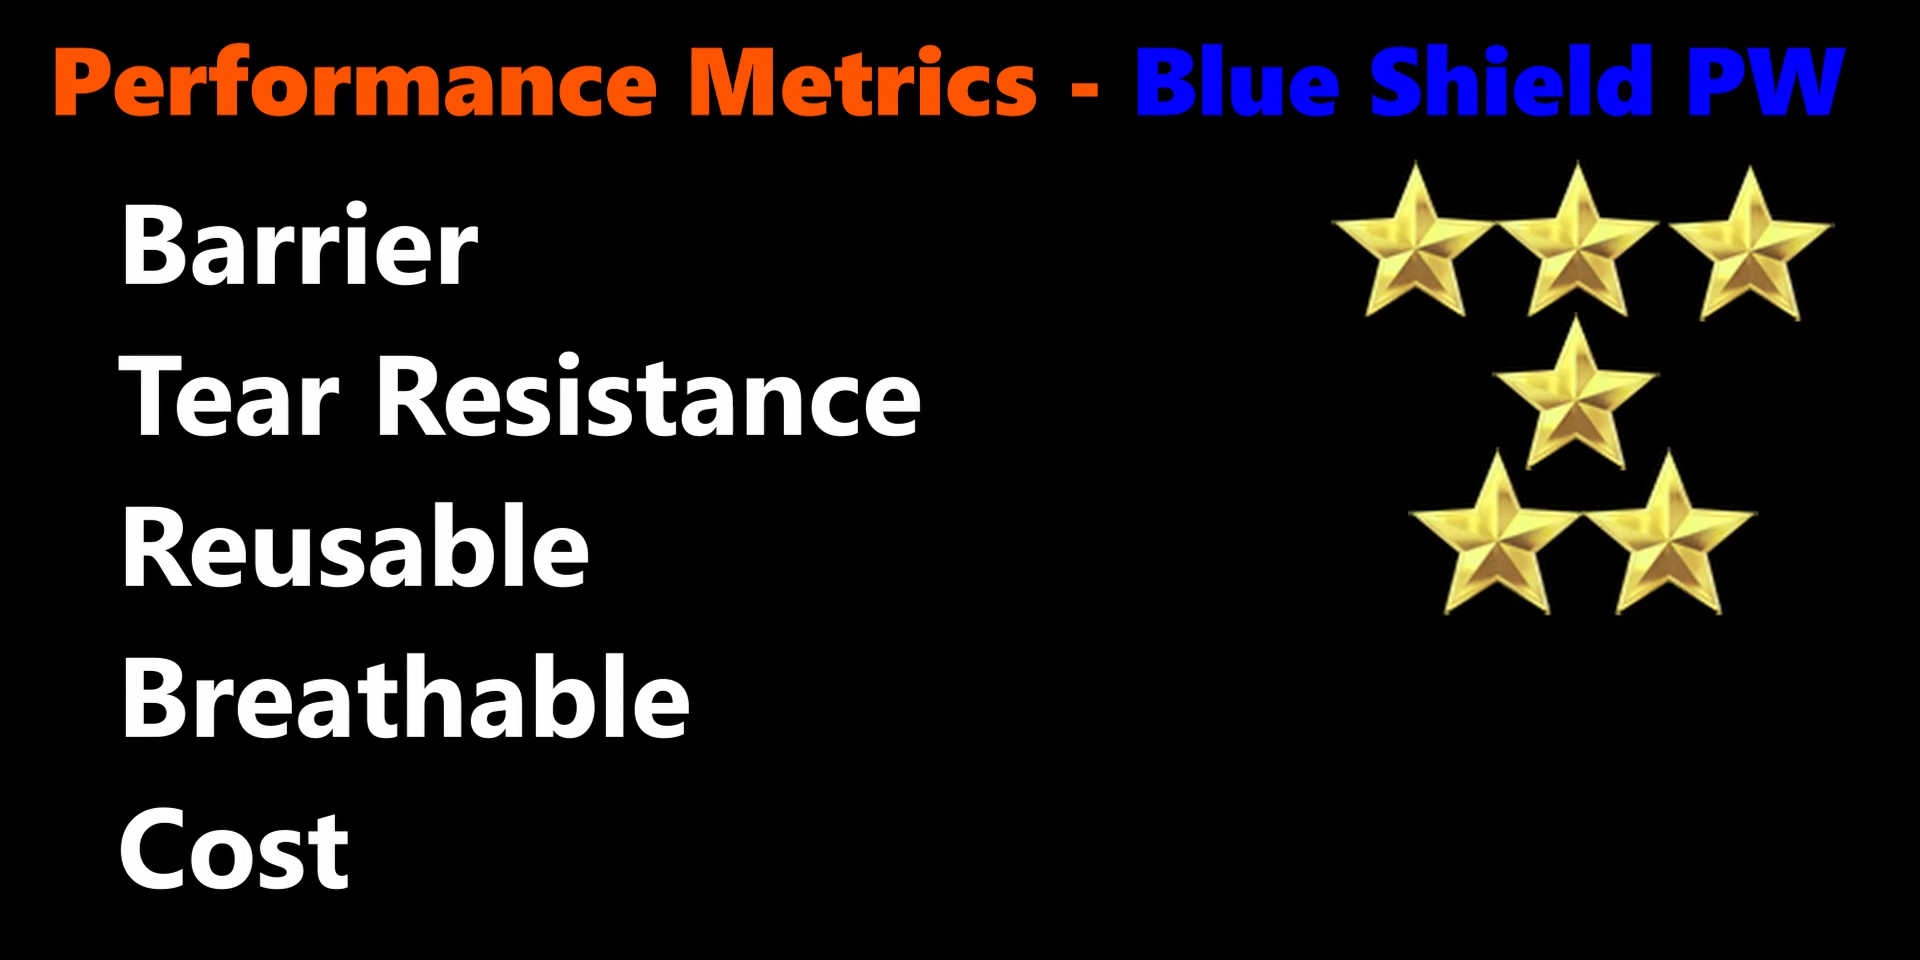 Performance Metrics - Blue Shield PW
Barrier
Tear Resistance
Reusable
Breathable
Cost